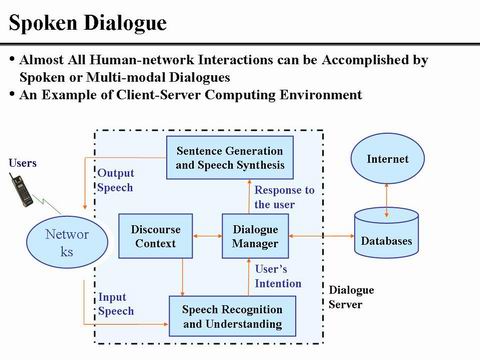 Spoken Dialogue
• Almost All Human-network Interactions can be Accomplished by
Spoken or Multi-modal Dialogues
• An Example of Client-Server Computing Environment
Sentence Generation
and Speech Synthesis
Internet
Users
Output
Speech
Response to
the user
Networ
ks
Discourse
Context
Dialogue
Manager
Databases
User's
Intention
Input
Speech
Dialogue
Server
Speech Recognition
and Understanding